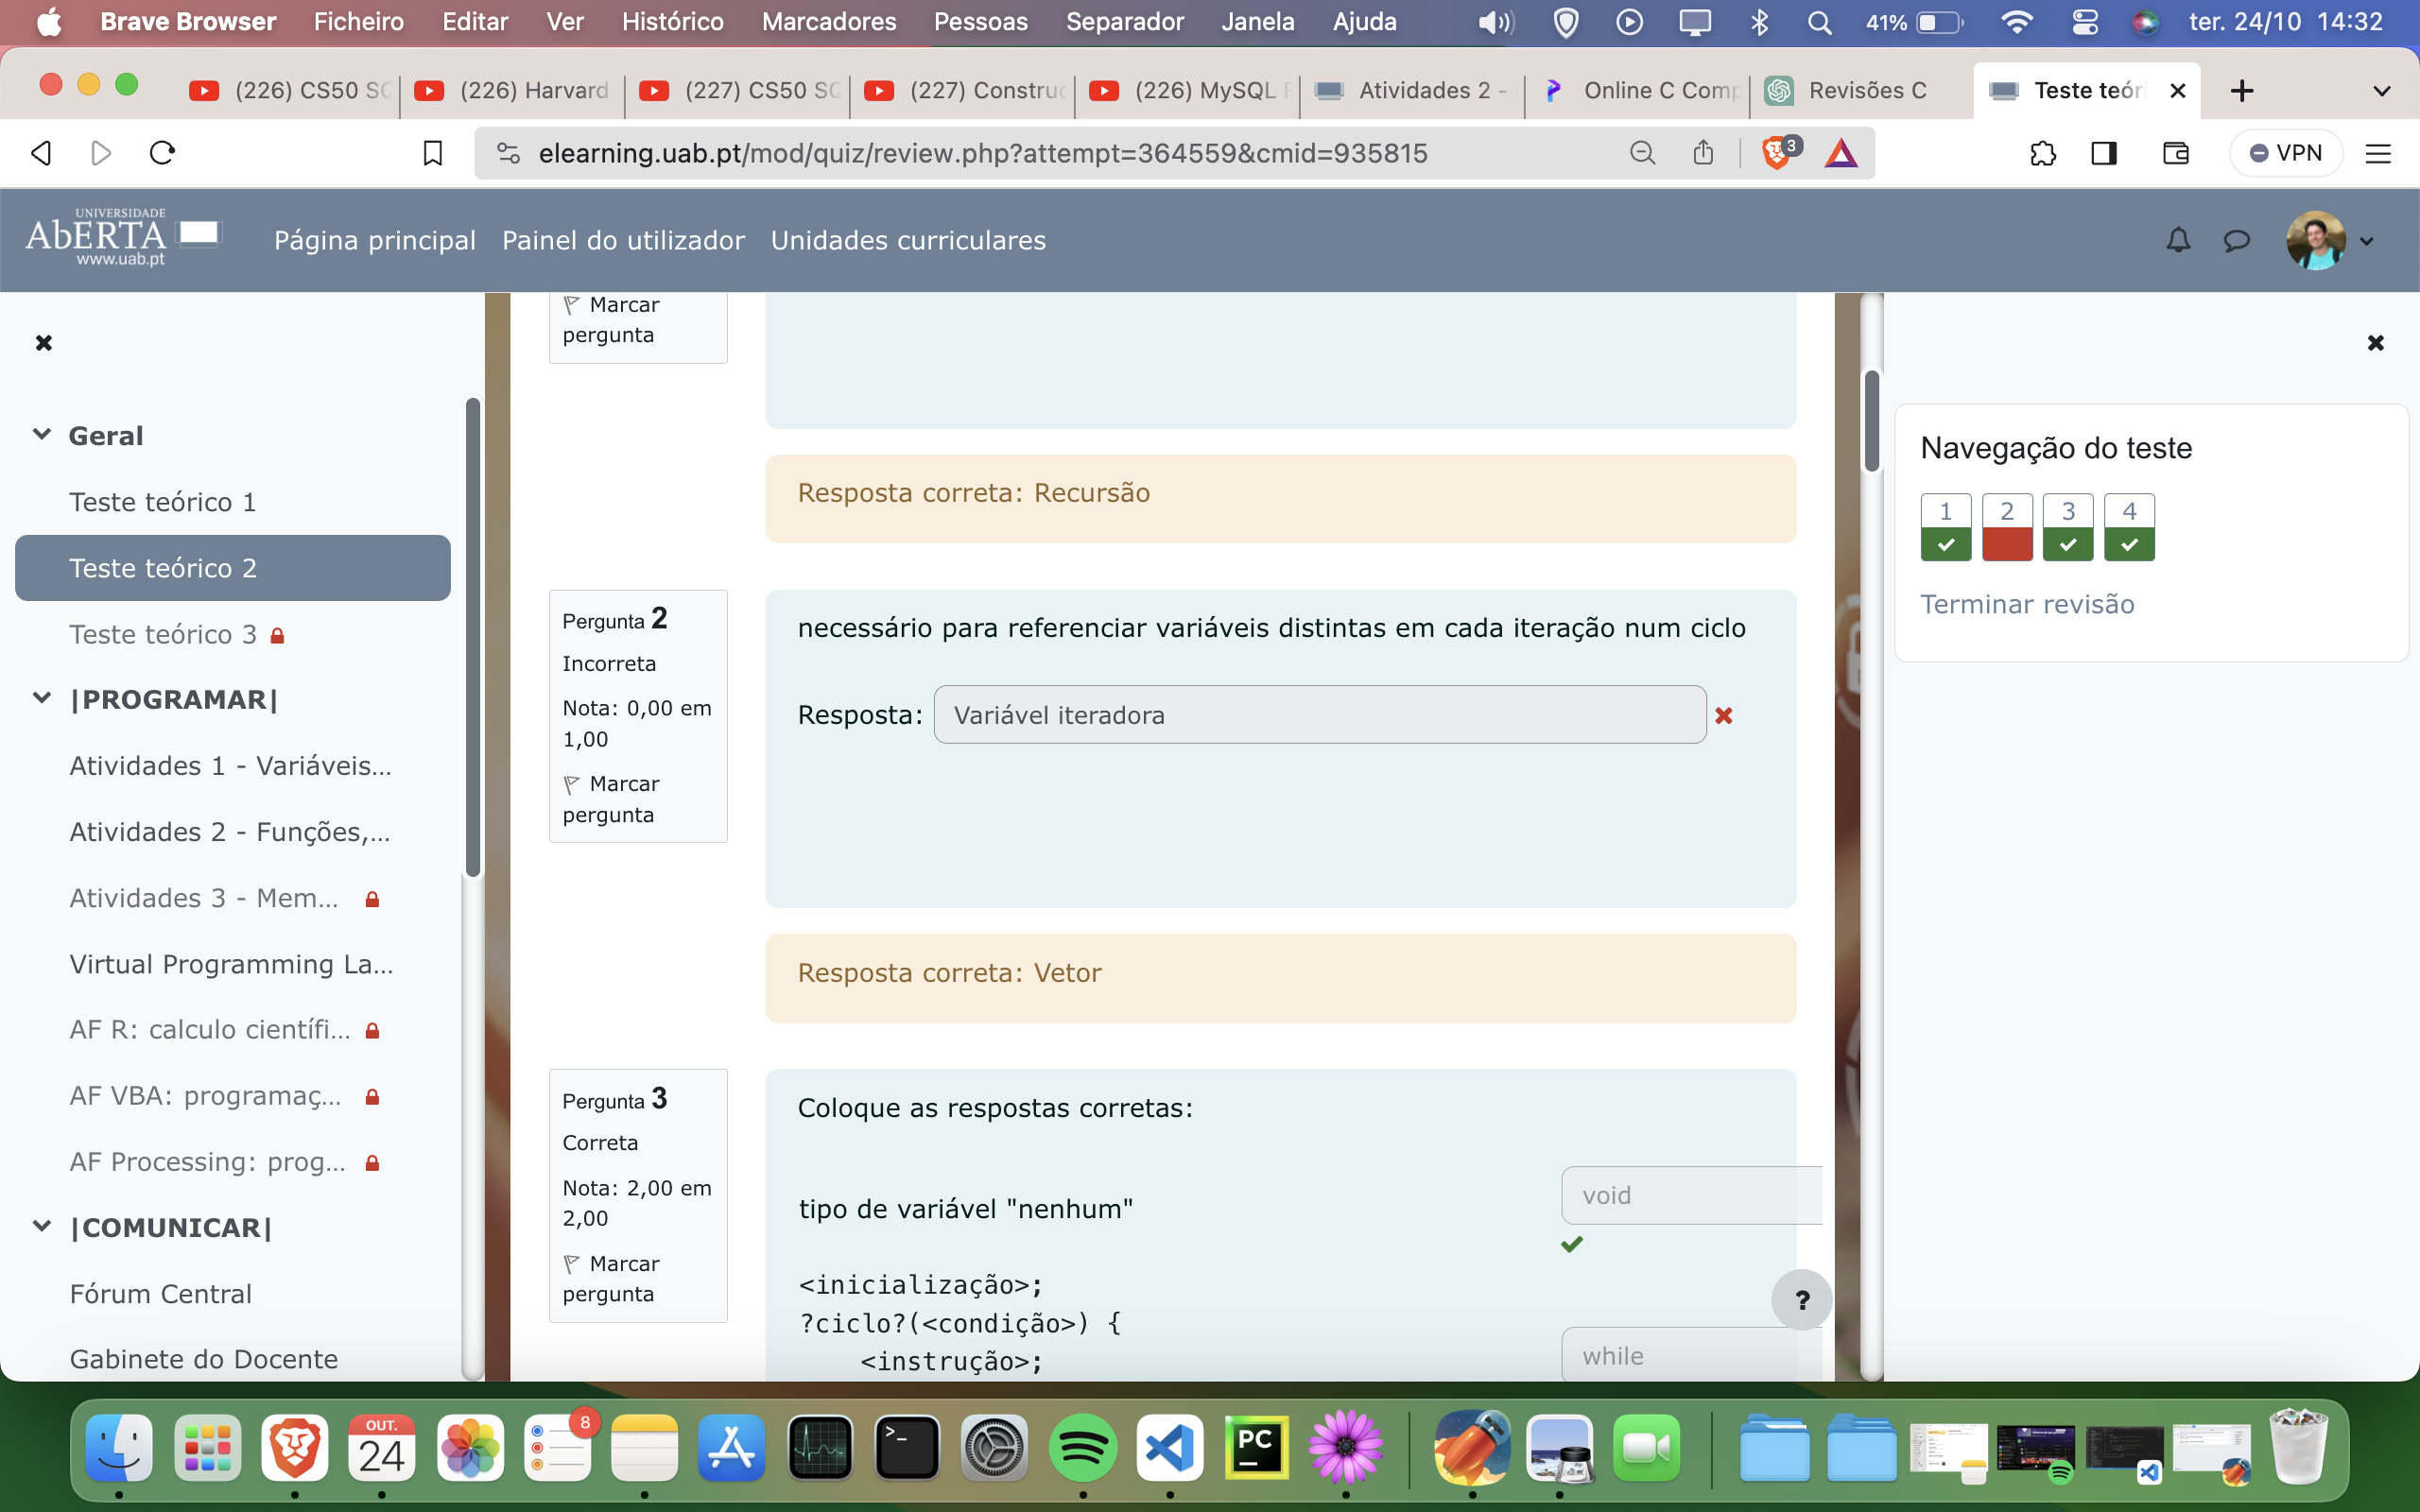 Brave Browser Ficheiro Editar Ver Histórico Marcadores Pessoas Separador Janela Ajuda 41% ter. 24/10 14:32
(226) CS50 SQ (226) Harvard (227) CS50 SQ (227) Construc (226) MySQL F Atividades 2 - Online C Comp Revisões C Teste teór
elearning.uab.pt/mod/quiz/review.php?attempt=364559&cmid=935815 3 VPN
UNIVERSIDADE
AbERTA
www.uab.pt
Página principal Painel do utilizador Unidades curriculares
Geral
Teste teórico 1
Teste teórico 2
Teste teórico 3
|PROGRAMAR|
Atividades 1 - Variáveis...
Atividades 2 - Funções,...
Atividades 3 - Mem...
Virtual Programming La...
AF R: calculo científi...
AF VBA: programaç...
AF Processing: prog...
|COMUNICAR|
Fórum Central
Gabinete do Docente
Marcar
pergunta
Resposta correta: Recursão
Pergunta 2
Incorreta
Nota: 0,00 em
1,00
Marcar
pergunta
necessário para referenciar variáveis distintas em cada iteração num ciclo
Resposta: Variável iteradora
Resposta correta: Vetor
Pergunta 3
Correta
Nota: 2,00 em
2,00
Marcar
pergunta
Coloque as respostas corretas:
tipo de variável "nenhum"
void
<inicialização>;
?ciclo?(<condição>) {
<instrução>;
while
?
Navegação do teste
1 2 3 4
Terminar revisão
OUT.
24
8
>_
PC